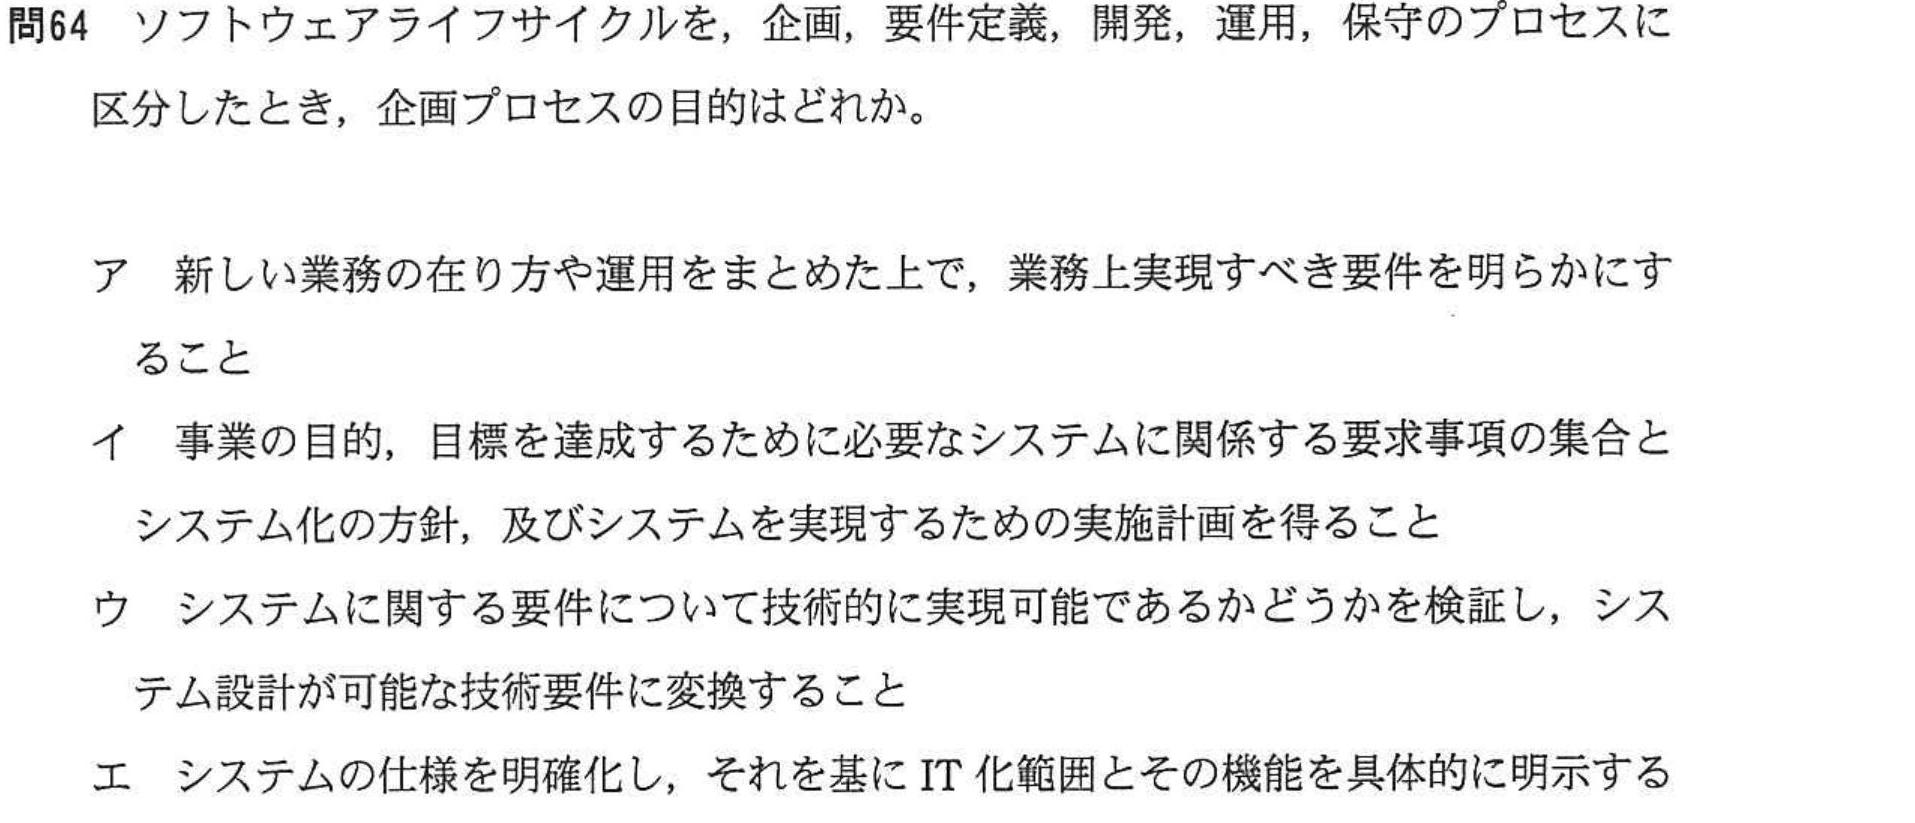 問64 ソフトウェアライフサイクルを，企画，要件定義，開発，運用，保守のプロセスに
区分したとき，企画プロセスの目的はどれか。
ア 新しい業務の在り方や運用をまとめた上で，業務上実現すべき要件を明らかにす
ること
イ 事業の目的，目標を達成するために必要なシステムに関係する要求事項の集合と
システム化の方針，及びシステムを実現するための実施計画を得ること
ウ システムに関する要件について技術的に実現可能であるかどうかを検証し，シス
テム設計が可能な技術要件に変換すること
エ システムの仕様を明確化し，それを基に IT 化範囲とその機能を具体的に明示する